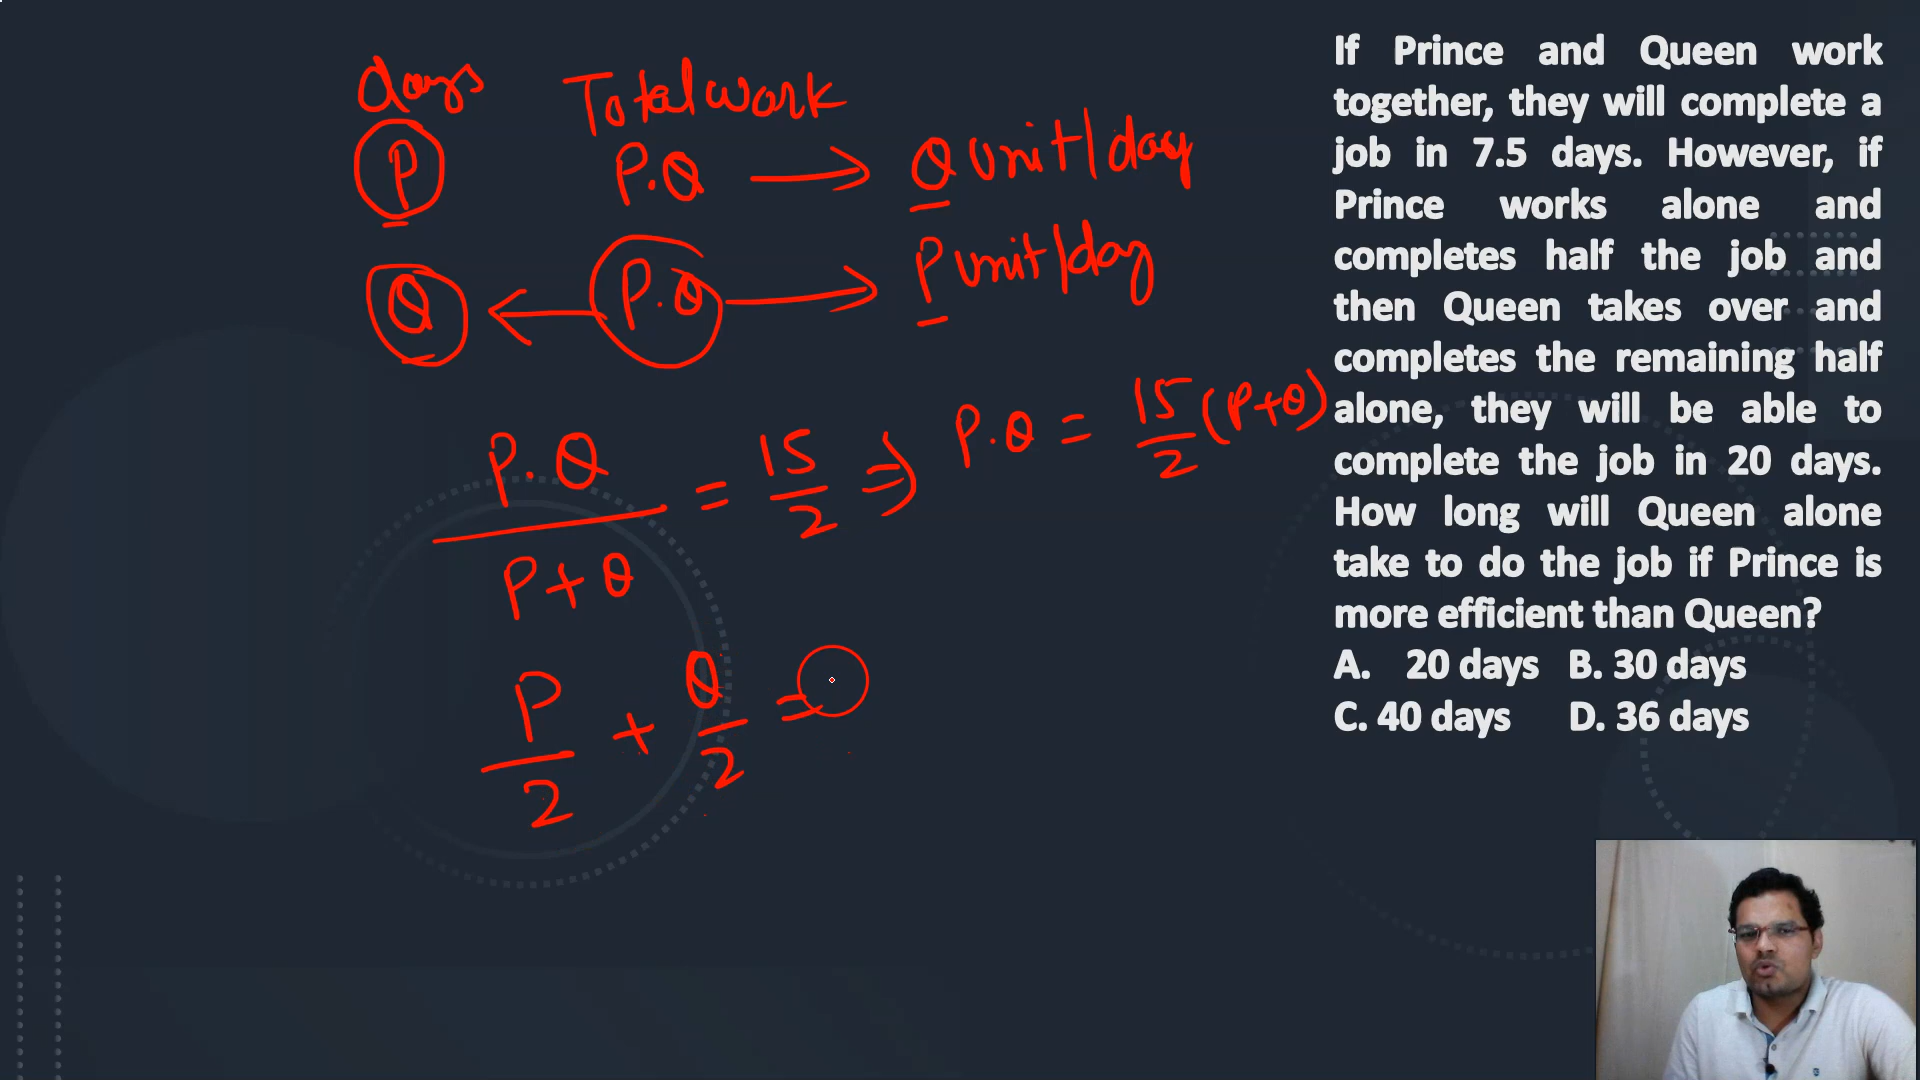 days Total work
P P.Q → Q unit/day
Q ← P.Q → P unit/day
P.Q / P+Q = 15/2 ⇒ P.Q = 15/2 (P+Q)
P/2 + Q/2 =
If Prince and Queen work
together, they will complete a
job in 7.5 days. However, if
Prince works alone and
completes half the job and
then Queen takes over and
completes the remaining half
alone, they will be able to
complete the job in 20 days.
How long will Queen alone
take to do the job if Prince is
more efficient than Queen?
A. 20 days B. 30 days
C. 40 days D. 36 days